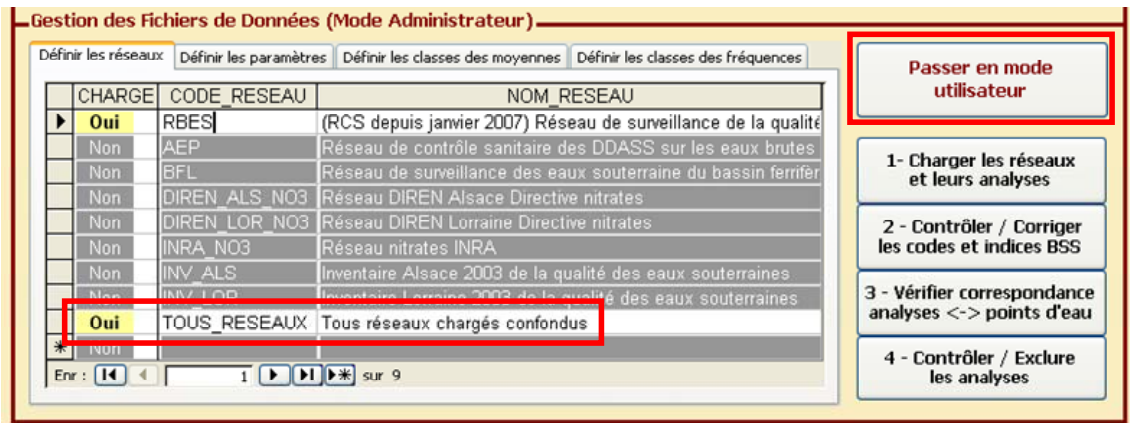 Gestion des Fichiers de Données (Mode Administrateur)
Définir les réseaux Définir les paramètres Définir les classes des moyennes Définir les classes des fréquences
CHARGE CODE_RESEAU NOM_RESEAU
Oui RBES (RCS depuis janvier 2007) Réseau de surveillance de la qualité
Non AEP Réseau de contrôle sanitaire des DDASS sur les eaux brutes
Non BFL Réseau de surveillance des eaux souterraine du bassin ferrifèr
Non DIREN_ALS_NO3 Réseau DIREN Alsace Directive nitrates
Non DIREN_LOR_NO3 Réseau DIREN Lorraine Directive nitrates
Non INRA_NO3 Réseau nitrates INRA
Non INV_ALS Inventaire Alsace 2003 de la qualité des eaux souterraines
Non INV_LOR Inventaire Lorraine 2003 de la qualité des eaux souterraines
Oui TOUS_RESEAUX Tous réseaux chargés confondus
Non
Enr : 1 sur 9
Passer en mode
utilisateur
1- Charger les réseaux
et leurs analyses
2 - Contrôler / Corriger
les codes et indices BSS
3 - Vérifier correspondance
analyses <-> points d'eau
4 - Contrôler / Exclure
les analyses